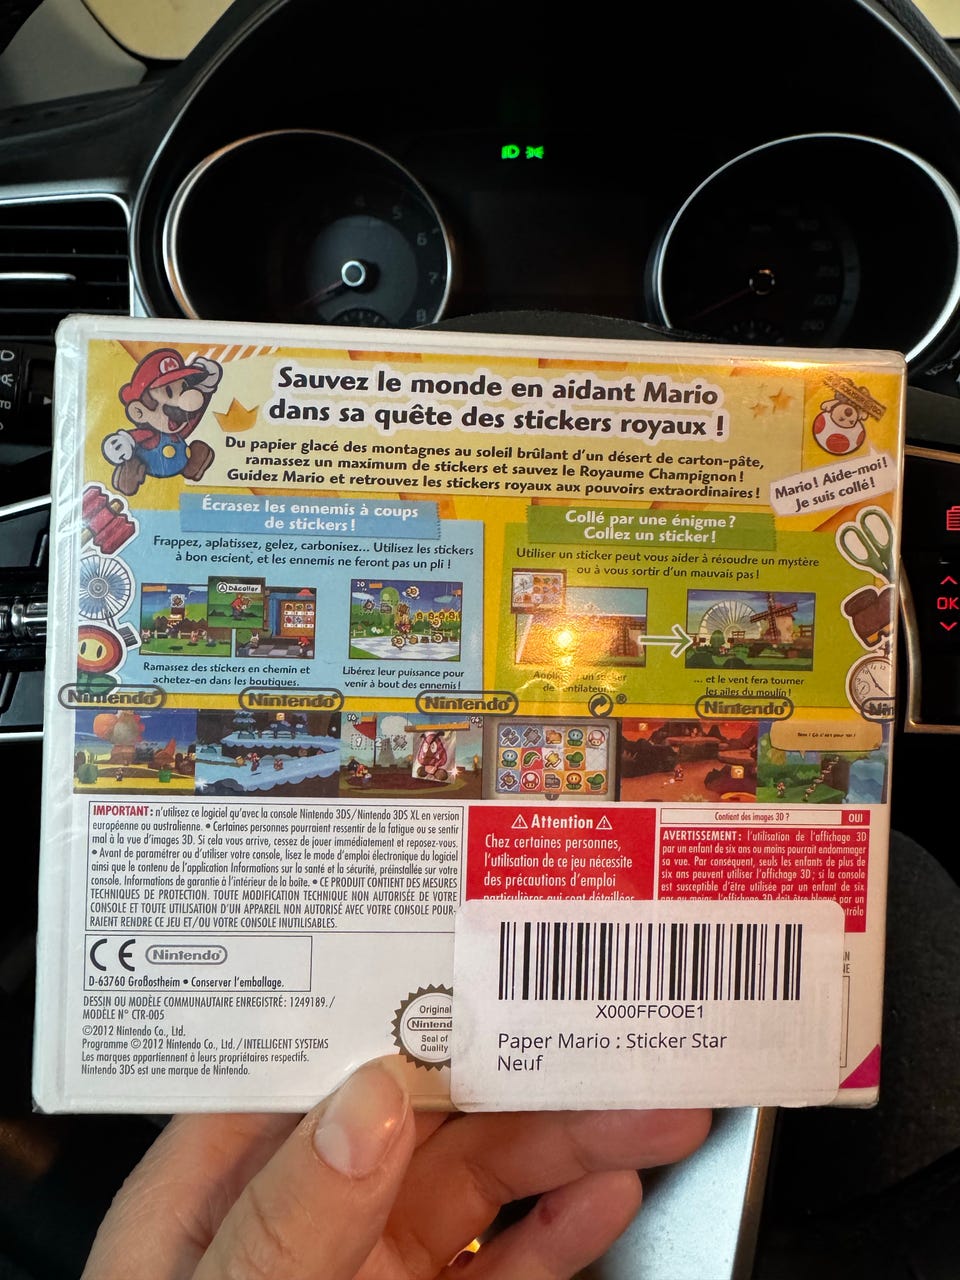 Sauvez le monde en aidant Mario
dans sa quête des stickers royaux !
Du papier glacé des montagnes au soleil brûlant d'un désert de carton-pâte,
ramassez un maximum de stickers et sauvez le Royaume Champignon !
Guidez Mario et retrouvez les stickers royaux aux pouvoirs extraordinaires !
Mario ! Aide-moi !
Je suis collé !
Écrasez les ennemis à coups
de stickers !
Frappez, aplatissez, gelez, carbonisez... Utilisez les stickers
à bon escient, et les ennemis ne feront pas un pli !
A Décoller
Ramassez des stickers en chemin et
achetez-en dans les boutiques.
Libérez leur puissance pour
venir à bout des ennemis !
Collé par une énigme ?
Collez un sticker !
Utiliser un sticker peut vous aider à résoudre un mystère
ou à vous sortir d'un mauvais pas !
un sticker
... et le vent fera tourner
les ailes du moulin !
Nintendo Nintendo Nintendo Nintendo
IMPORTANT : n'utilisez ce logiciel qu'avec la console Nintendo 3DS/Nintendo 3DS XL en version
européenne ou australienne. • Certaines personnes pourraient ressentir de la fatigue ou se sentir
mal à la vue d'images 3D. Si cela vous arrive, cessez de jouer immédiatement et reposez-vous.
• Avant de paramétrer ou d'utiliser votre console, lisez le mode d'emploi électronique du logiciel
ainsi que le contenu de l'application Informations sur la santé et la sécurité, préinstallée sur votre
console. Informations de garantie à l'intérieur de la boîte. • CE PRODUIT CONTIENT DES MESURES
TECHNIQUES DE PROTECTION. TOUTE MODIFICATION TECHNIQUE NON AUTORISÉE DE VOTRE
CONSOLE ET TOUTE UTILISATION D'UN APPAREIL NON AUTORISÉ AVEC VOTRE CONSOLE POUR-
RAIENT RENDRE CE JEU ET/OU VOTRE CONSOLE INUTILISABLES.
Attention
Chez certaines personnes,
l'utilisation de ce jeu nécessite
des précautions d'emploi
particulières qui sont détaillées
Contient des images 3D ? OUI
AVERTISSEMENT : l'utilisation de l'affichage 3D
par un enfant de six ans ou moins pourrait endommager
sa vue. Par conséquent, seuls les enfants de plus de
six ans peuvent utiliser l'affichage 3D ; si la console
est susceptible d'être utilisée par un enfant de six
ans ou moins, l'affichage 3D doit être bloqué par un
CE Nintendo
D-63760 Großostheim • Conserver l'emballage.
DESSIN OU MODÈLE COMMUNAUTAIRE ENREGISTRÉ : 1249189. /
MODÈLE N° CTR-005
©2012 Nintendo Co., Ltd.
Programme © 2012 Nintendo Co., Ltd. / INTELLIGENT SYSTEMS
Les marques appartiennent à leurs propriétaires respectifs.
Nintendo 3DS est une marque de Nintendo.
Original
Nintendo
Seal of
Quality
X000FFOOE1
Paper Mario : Sticker Star
Neuf
OK